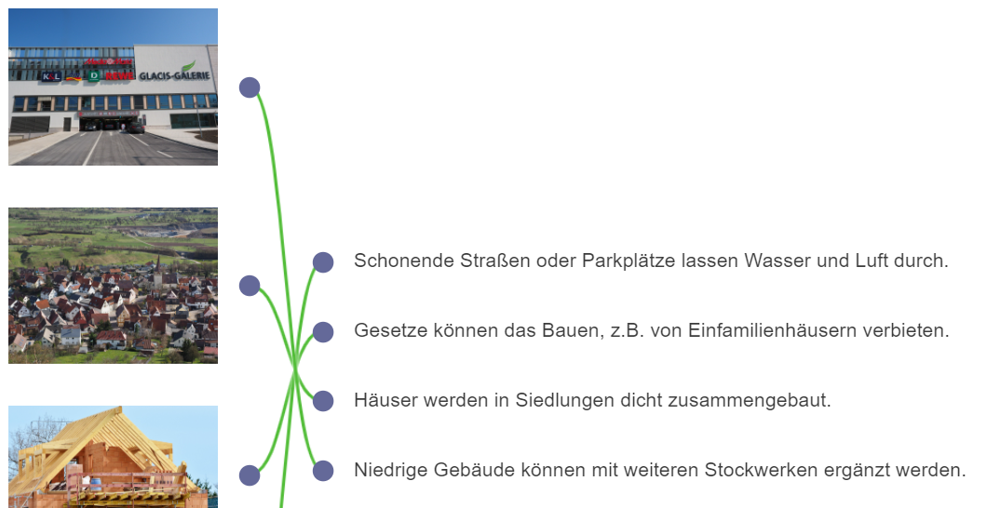 K&L
D
REWE
GLACIS-GALERIE
Schonende Straßen oder Parkplätze lassen Wasser und Luft durch.
Gesetze können das Bauen, z.B. von Einfamilienhäusern verbieten.
Häuser werden in Siedlungen dicht zusammengebaut.
Niedrige Gebäude können mit weiteren Stockwerken ergänzt werden.